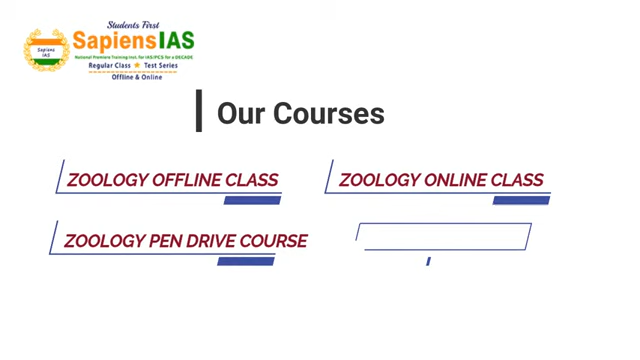 Students First
Sapiens IAS
SapiensIAS
National Premiere Training Inst. for IAS/PCS for a DECADE
Regular Class ★ Test Series
Offline & Online
Our Courses
ZOOLOGY OFFLINE CLASS
ZOOLOGY ONLINE CLASS
ZOOLOGY PEN DRIVE COURSE